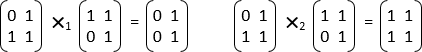 (0 1 ×1 (1 1 = (0 1 (0 1 ×2 (1 1 = (1 1
1 1) 0 1) 0 1) 1 1) 0 1) 1 1)